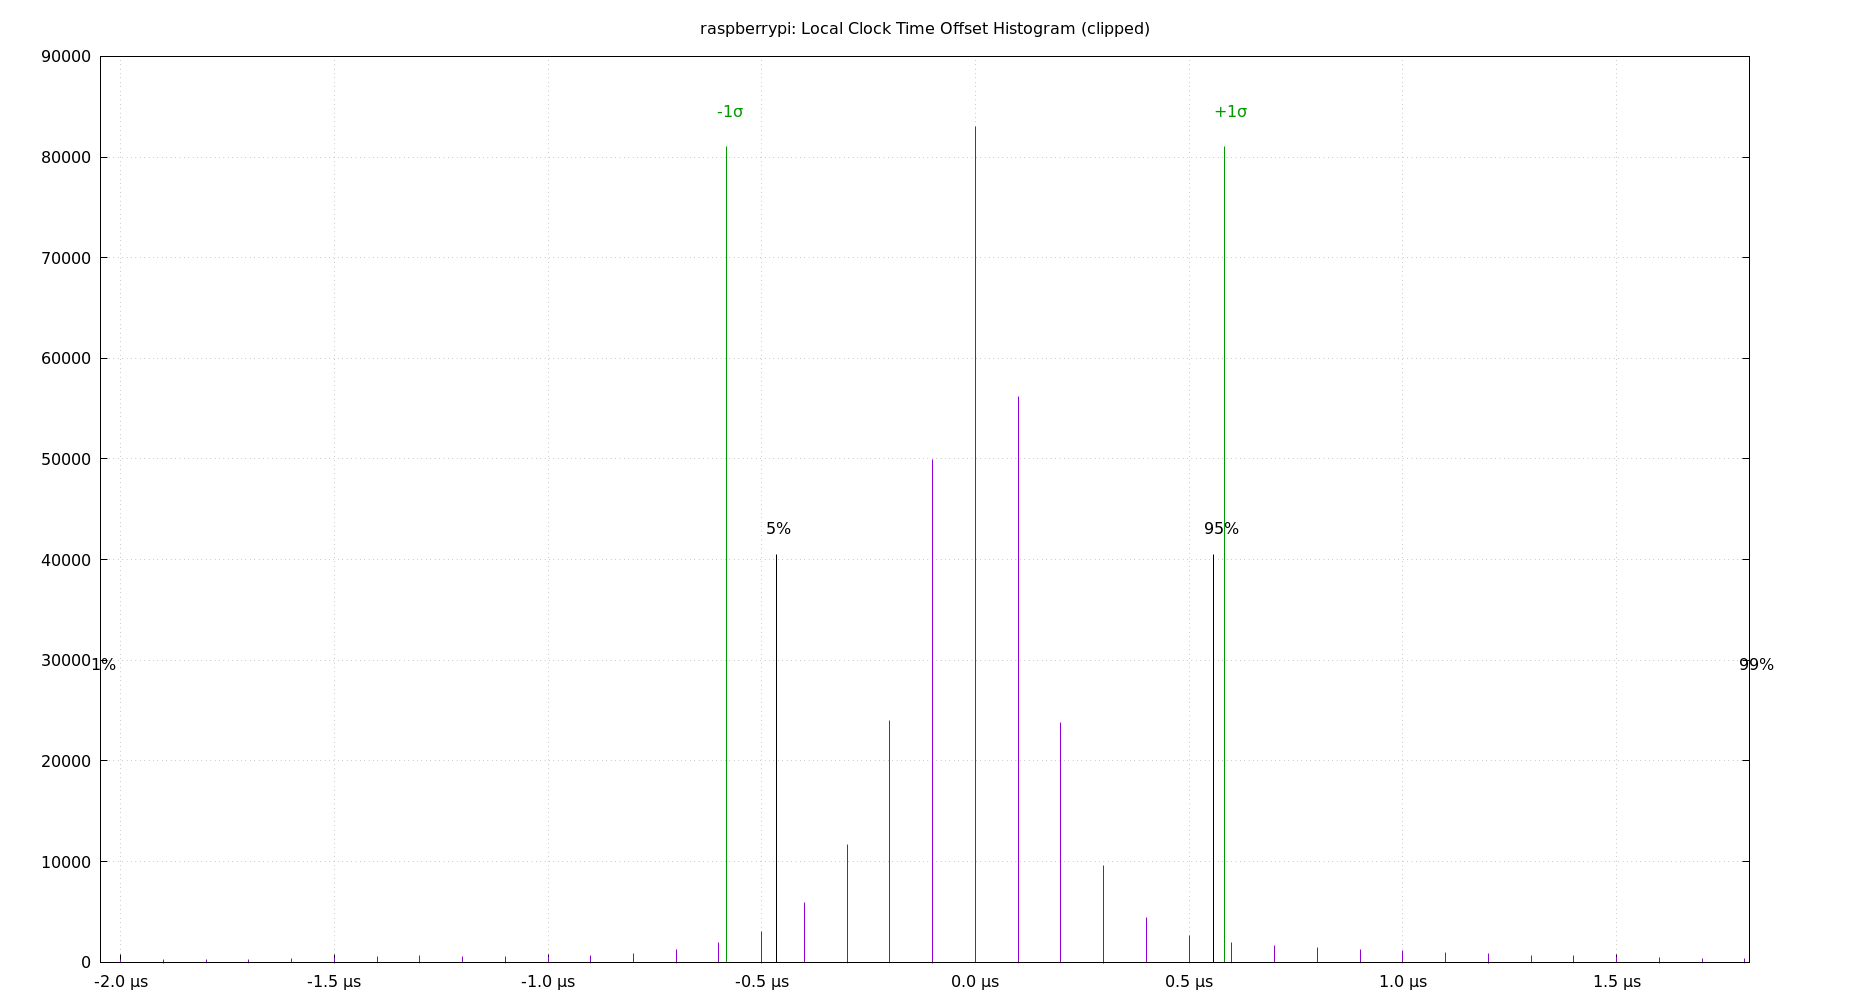 raspberrypi: Local Clock Time Offset Histogram (clipped)
90000
-1σ
+1σ
80000
70000
60000
50000
5%
95%
40000
30000
1%
99%
20000
10000
0
-2.0 µs
-1.5 µs
-1.0 µs
-0.5 µs
0.0 µs
0.5 µs
1.0 µs
1.5 µs